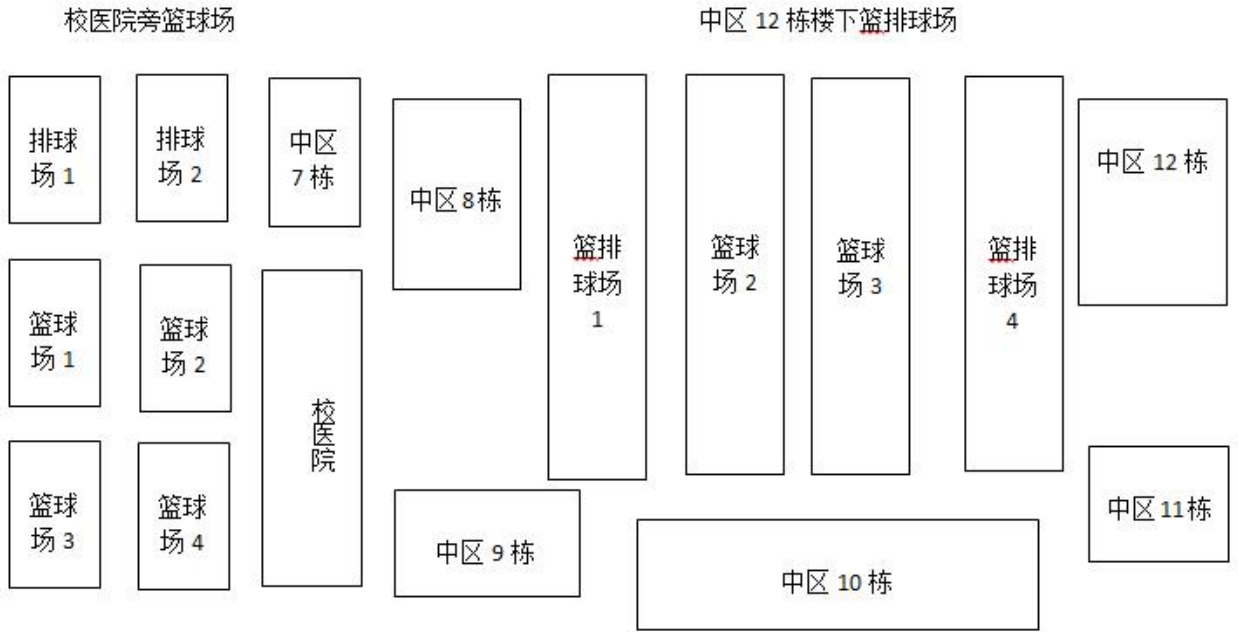 校医院旁篮球场
中区 12 栋楼下篮排球场
排球
场 1
排球
场 2
中区
7 栋
中区 8 栋
篮排
球场
1
篮球
场 2
篮球
场 3
篮排
球场
4
中区 12 栋
篮球
场 1
篮球
场 2
校医院
篮球
场 3
篮球
场 4
中区 9 栋
中区 10 栋
中区 11 栋